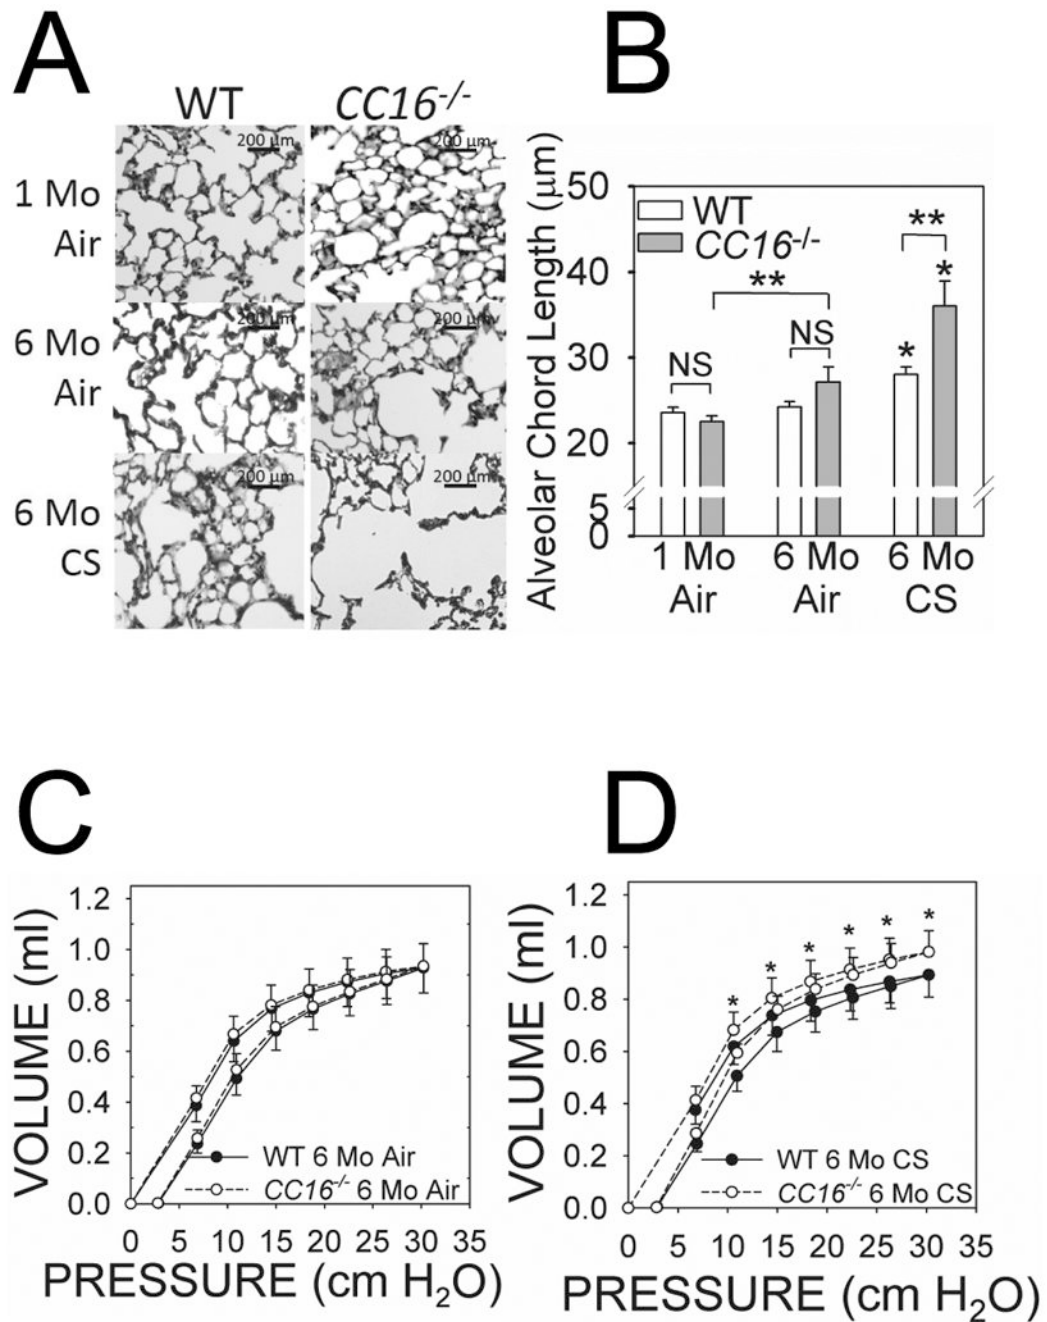 A
B
WT CC16-/-
1 Mo
Air
200 µm
200 µm
6 Mo
Air
200 µm
200 µm
6 Mo
CS
200 µm
200 µm
Alveolar Chord Length (µm)
50
40
30
20
5
0
WT
CC16-/-
NS
**
NS
*
**
*
1 Mo 6 Mo 6 Mo
Air Air CS
C
D
VOLUME (ml)
1.2
1.0
0.8
0.6
0.4
0.2
0.0
WT 6 Mo Air
CC16-/- 6 Mo Air
0 5 10 15 20 25 30 35
PRESSURE (cm H2O)
VOLUME (ml)
1.2
1.0
0.8
0.6
0.4
0.2
0.0
* * * * * *
WT 6 Mo CS
CC16-/- 6 Mo CS
0 5 10 15 20 25 30 35
PRESSURE (cm H2O)